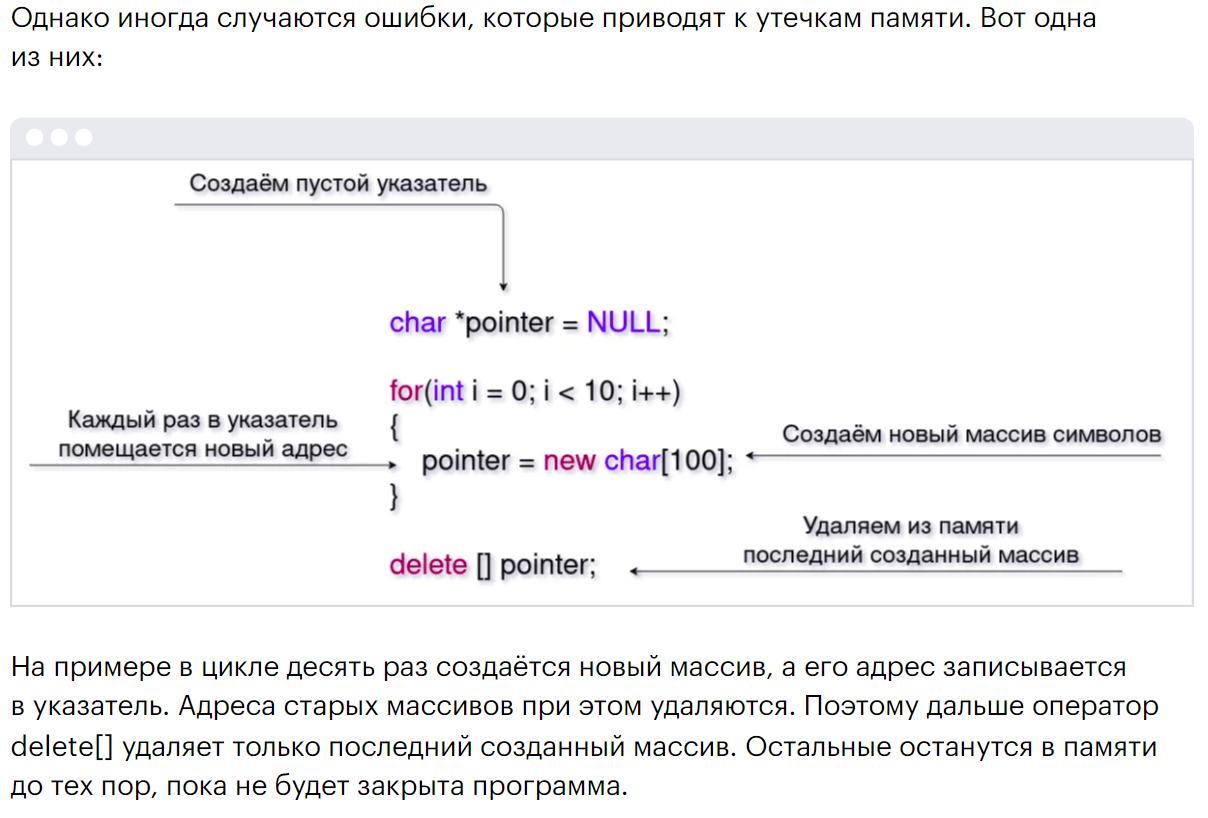 Однако иногда случаются ошибки, которые приводят к утечкам памяти. Вот одна
из них:
Создаём пустой указатель
char *pointer = NULL;
for(int i = 0; i < 10; i++)
Каждый раз в указатель
помещается новый адрес
{
Создаём новый массив символов
pointer = new char[100];
}
Удаляем из памяти
последний созданный массив
delete [] pointer;
На примере в цикле десять раз создаётся новый массив, а его адрес записывается
в указатель. Адреса старых массивов при этом удаляются. Поэтому дальше оператор
delete[] удаляет только последний созданный массив. Остальные останутся в памяти
до тех пор, пока не будет закрыта программа.